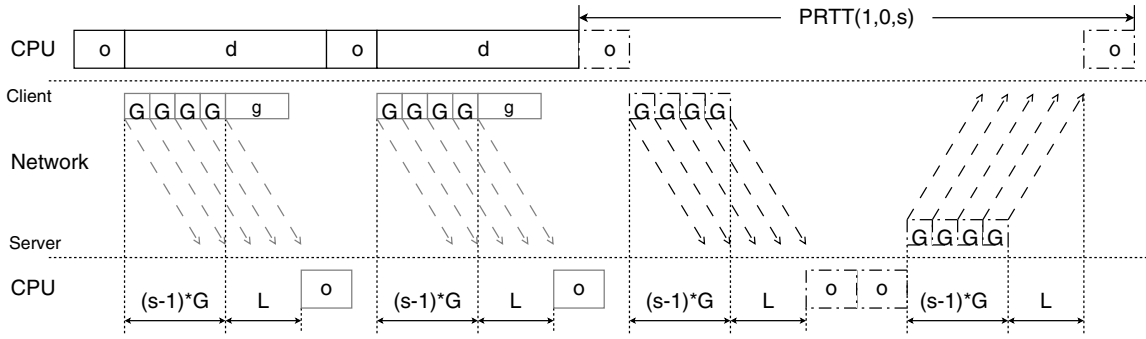 PRTT(1,0,s)
CPU o d o d o o
Client G G G G g G G G G g G G G G
Network
Server G G G G
CPU (s-1)*G L o (s-1)*G L o (s-1)*G L o o (s-1)*G L